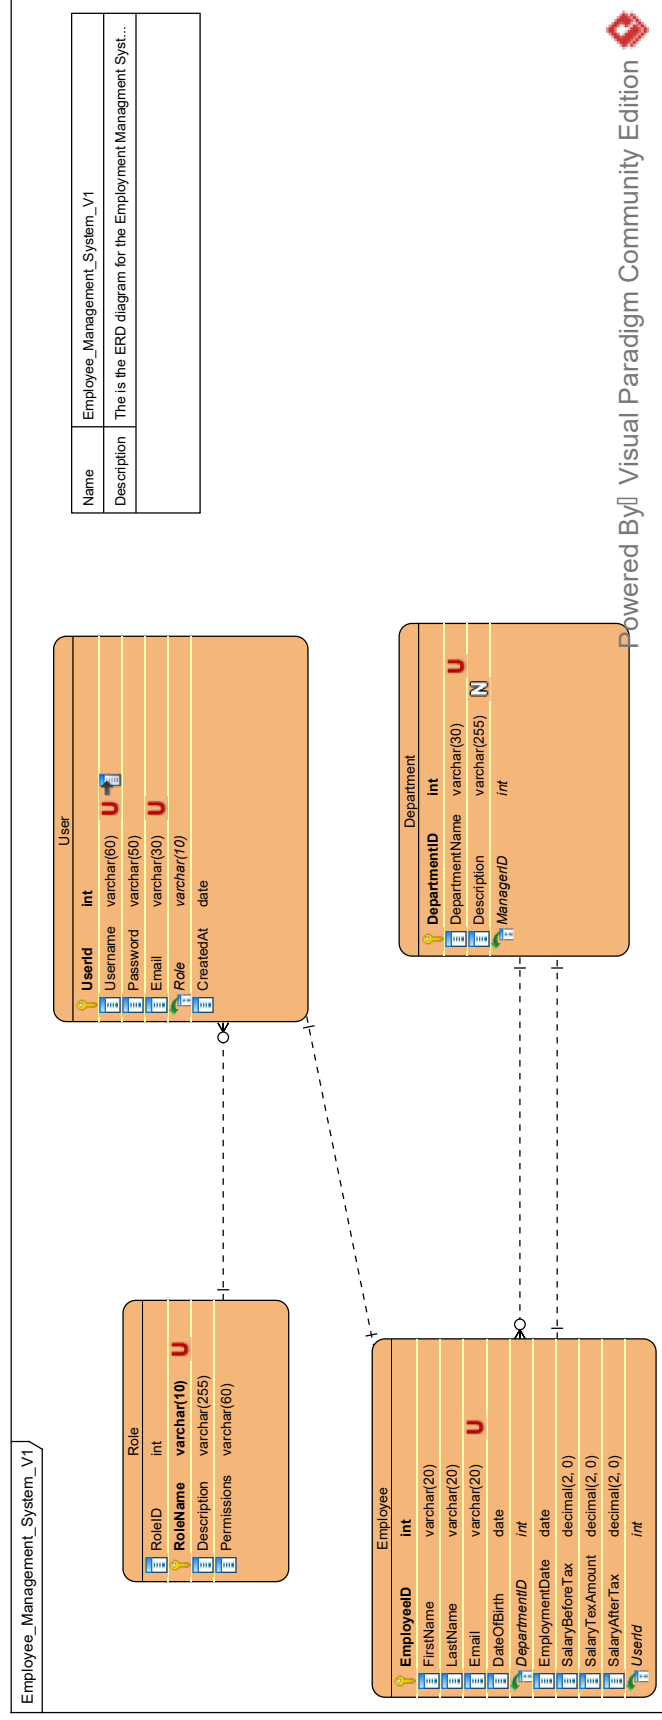 Employee_Management_System_V1
Role
RoleID int
RoleName varchar(10) U
Description varchar(255)
Permissions varchar(60)
User
UserId int
Username varchar(60) U
Password varchar(50)
Email varchar(30) U
Role varchar(10)
CreatedAt date
Name Employee_Management_System_V1
Description The is the ERD diagram for the Employment Managment Syst...
Employee
EmployeeID int
FirstName varchar(20)
LastName varchar(20)
Email varchar(20) U
DateOfBirth date
DepartmentID int
EmploymentDate date
SalaryBeforeTax decimal(2, 0)
SalaryTexAmount decimal(2, 0)
SalaryAfterTax decimal(2, 0)
UserId int
Department
DepartmentID int
DepartmentName varchar(30) U
Description varchar(255) N
ManagerID int
Powered By Visual Paradigm Community Edition